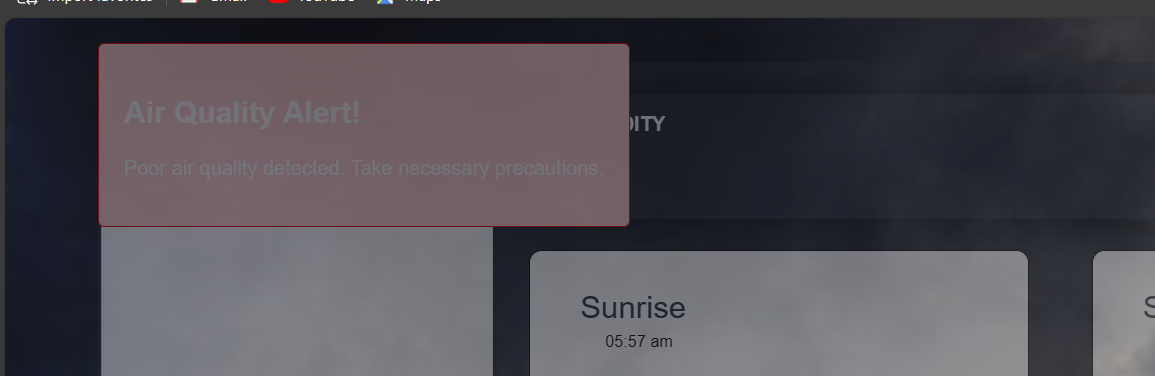 Import favorites
Gmail
YouTube
Maps
Air Quality Alert!
Poor air quality detected. Take necessary precautions.
DITY
Sunrise
05:57 am
S